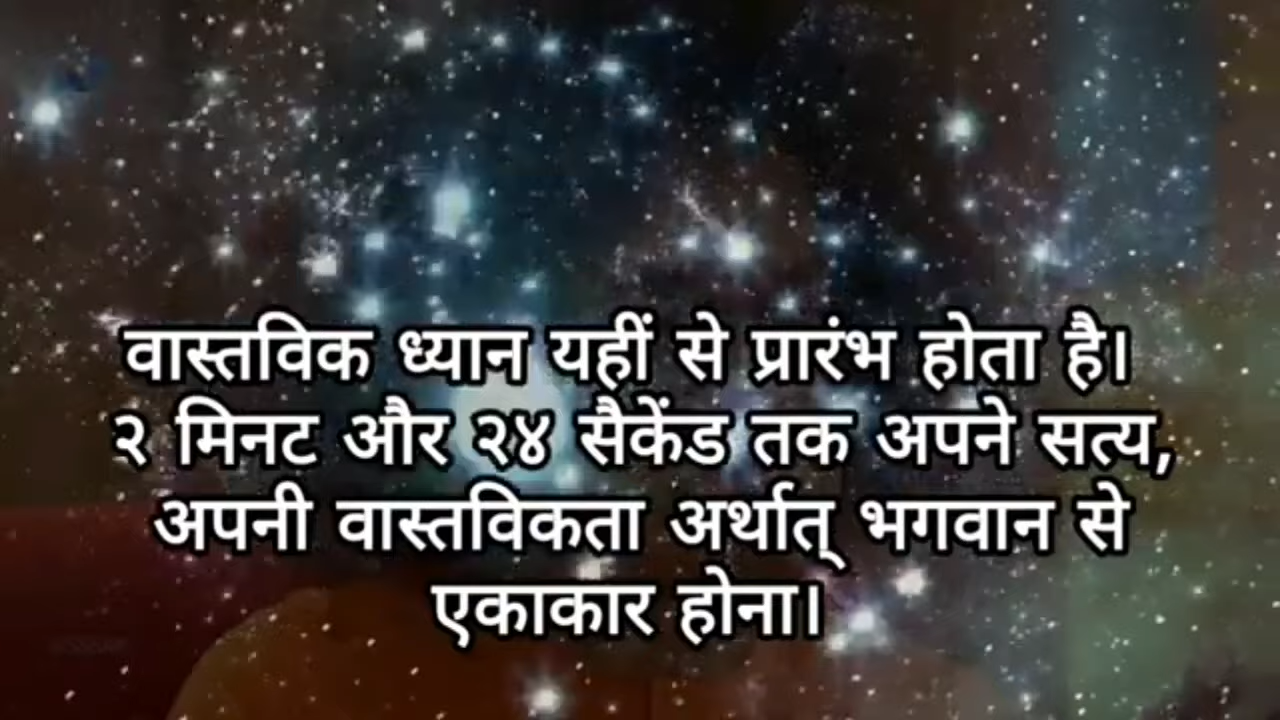 वास्तविक ध्यान यहीं से प्रारंभ होता है।
२ मिनट और २४ सैकेंड तक अपने सत्य,
अपनी वास्तविकता अर्थात् भगवान से
एकाकार होना।